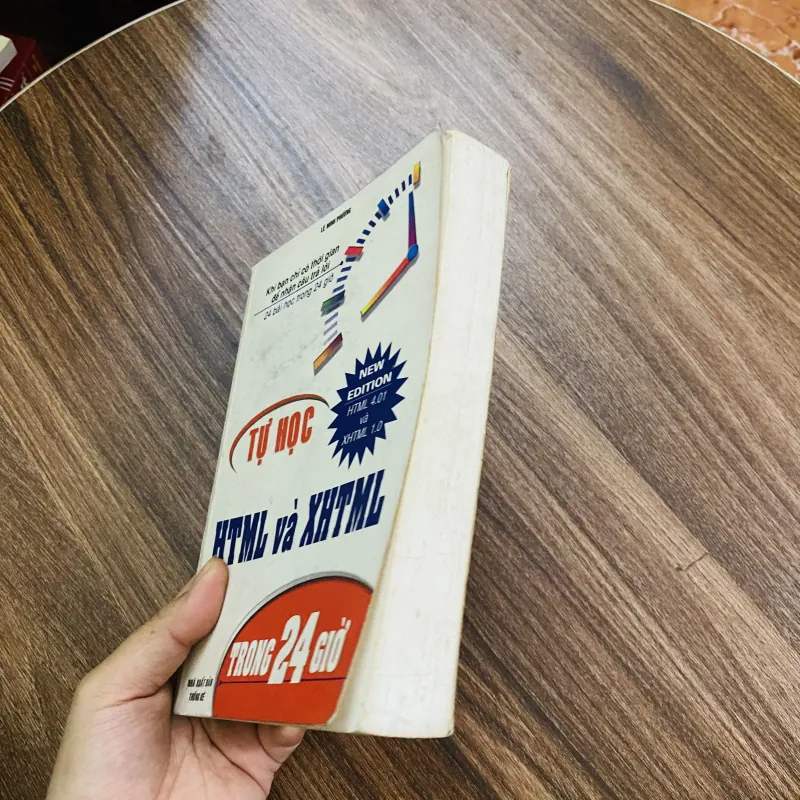 LÊ MINH PHƯƠNG
Khi bạn chỉ có thời gian
để nhận câu trả lời
24 bài học trong 24 giờ
NEW
EDITION
HTML 4.01
và
XHTML 1.0
TỰ HỌC
HTML và XHTML
TRONG 24 GIỜ
NHÀ XUẤT BẢN
THỐNG KÊ